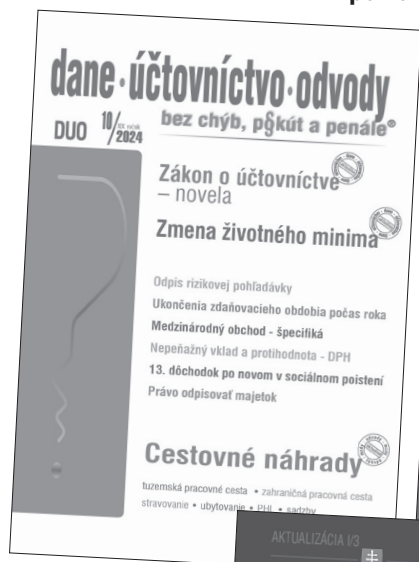 dane·účtovníctvo·odvody
DUO 10/2024
bez chýb, p§kút a penále®
Zákon o účtovníctve
– novela
Zmena životného minima
Odpis rizikovej pohľadávky
Ukončenia zdaňovacieho obdobia počas roka
Medzinárodný obchod - špecifiká
Nepeňažný vklad a protihodnota - DPH
13. dôchodok po novom v sociálnom poistení
Právo odpisovať majetok
Cestovné náhrady
tuzemská pracovné cesta • zahraničná pracovná cesta
stravovanie • ubytovanie • PHL • sadzby
AKTUALIZÁCIA I/3